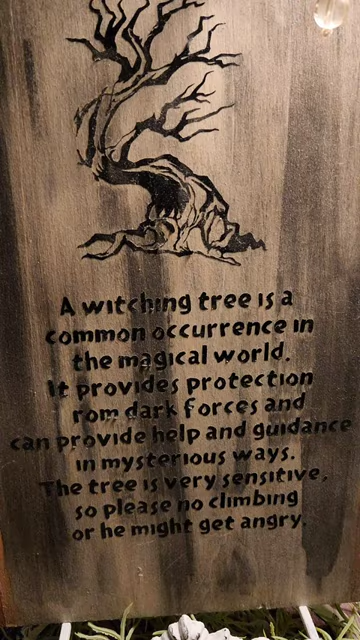 A witching tree is a
common occurrence in
the magical world.
It provides protection
rom dark forces and
can provide help and guidance
in mysterious ways.
The tree is very sensitive,
so please no climbing
or he might get angry.